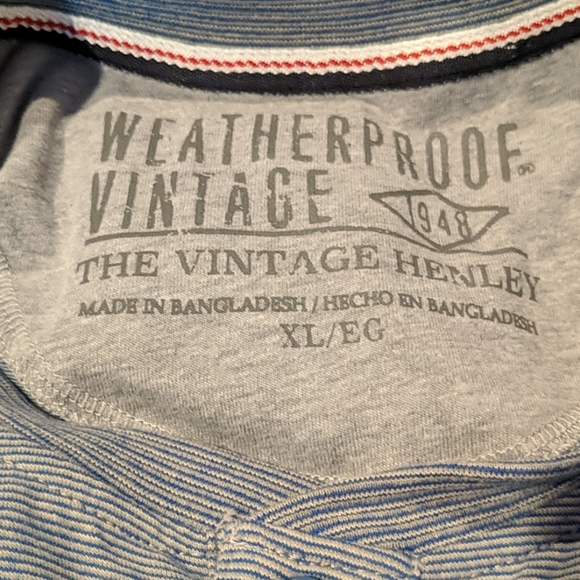 WEATHERPROOF®
VINTAGE
1948
THE VINTAGE HENLEY
MADE IN BANGLADESH / HECHO EN BANGLADESH
XL/EG